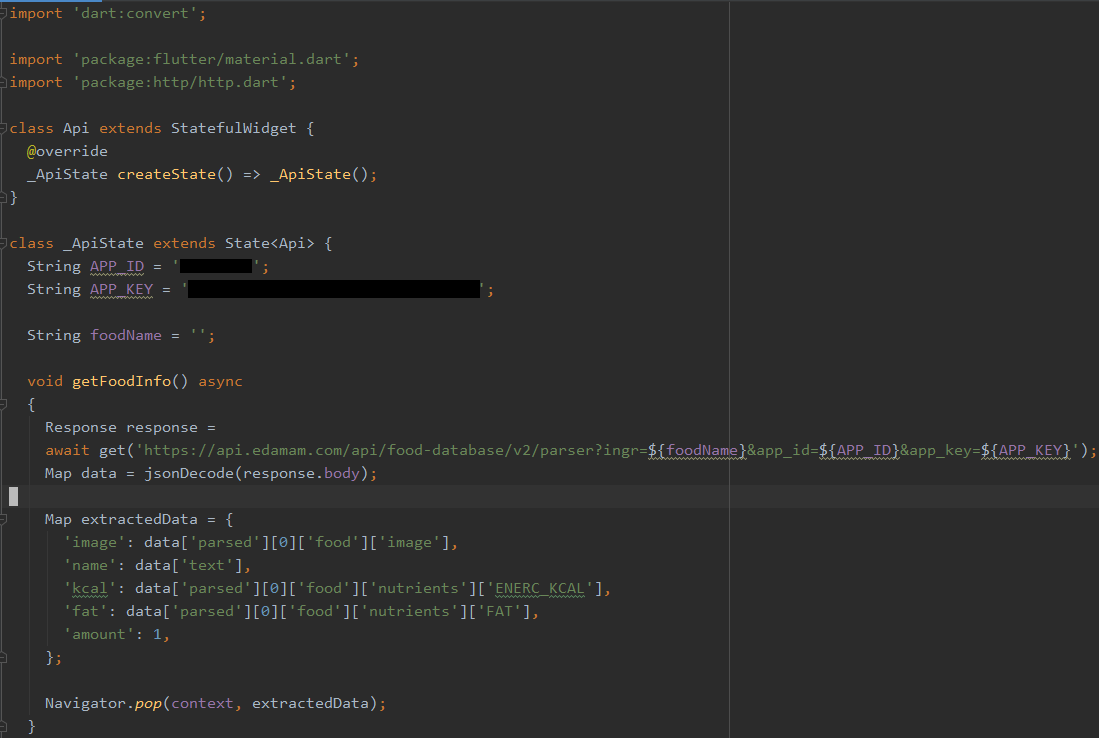 import 'dart:convert';
import 'package:flutter/material.dart';
import 'package:http/http.dart';
class Api extends StatefulWidget {
@override
_ApiState createState() => _ApiState();
}
class _ApiState extends State<Api> {
String APP_ID = '';
String APP_KEY = '';
String foodName = '';
void getFoodInfo() async
{
Response response =
await get('https://api.edamam.com/api/food-database/v2/parser?ingr=${foodName}&app_id=${APP_ID}&app_key=${APP_KEY}');
Map data = jsonDecode(response.body);
Map extractedData = {
'image': data['parsed'][0]['food']['image'],
'name': data['text'],
'kcal': data['parsed'][0]['food']['nutrients']['ENERC_KCAL'],
'fat': data['parsed'][0]['food']['nutrients']['FAT'],
'amount': 1,
};
Navigator.pop(context, extractedData);
}